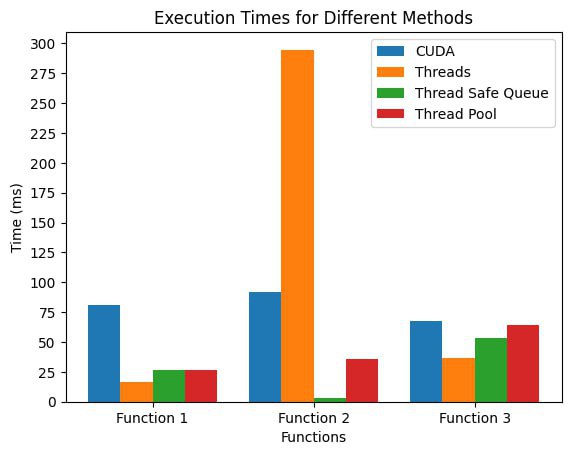 Execution Times for Different Methods
CUDA
Threads
Thread Safe Queue
Thread Pool
Time (ms)
300
275
250
225
200
175
150
125
100
75
50
25
0
Function 1 Function 2 Function 3
Functions